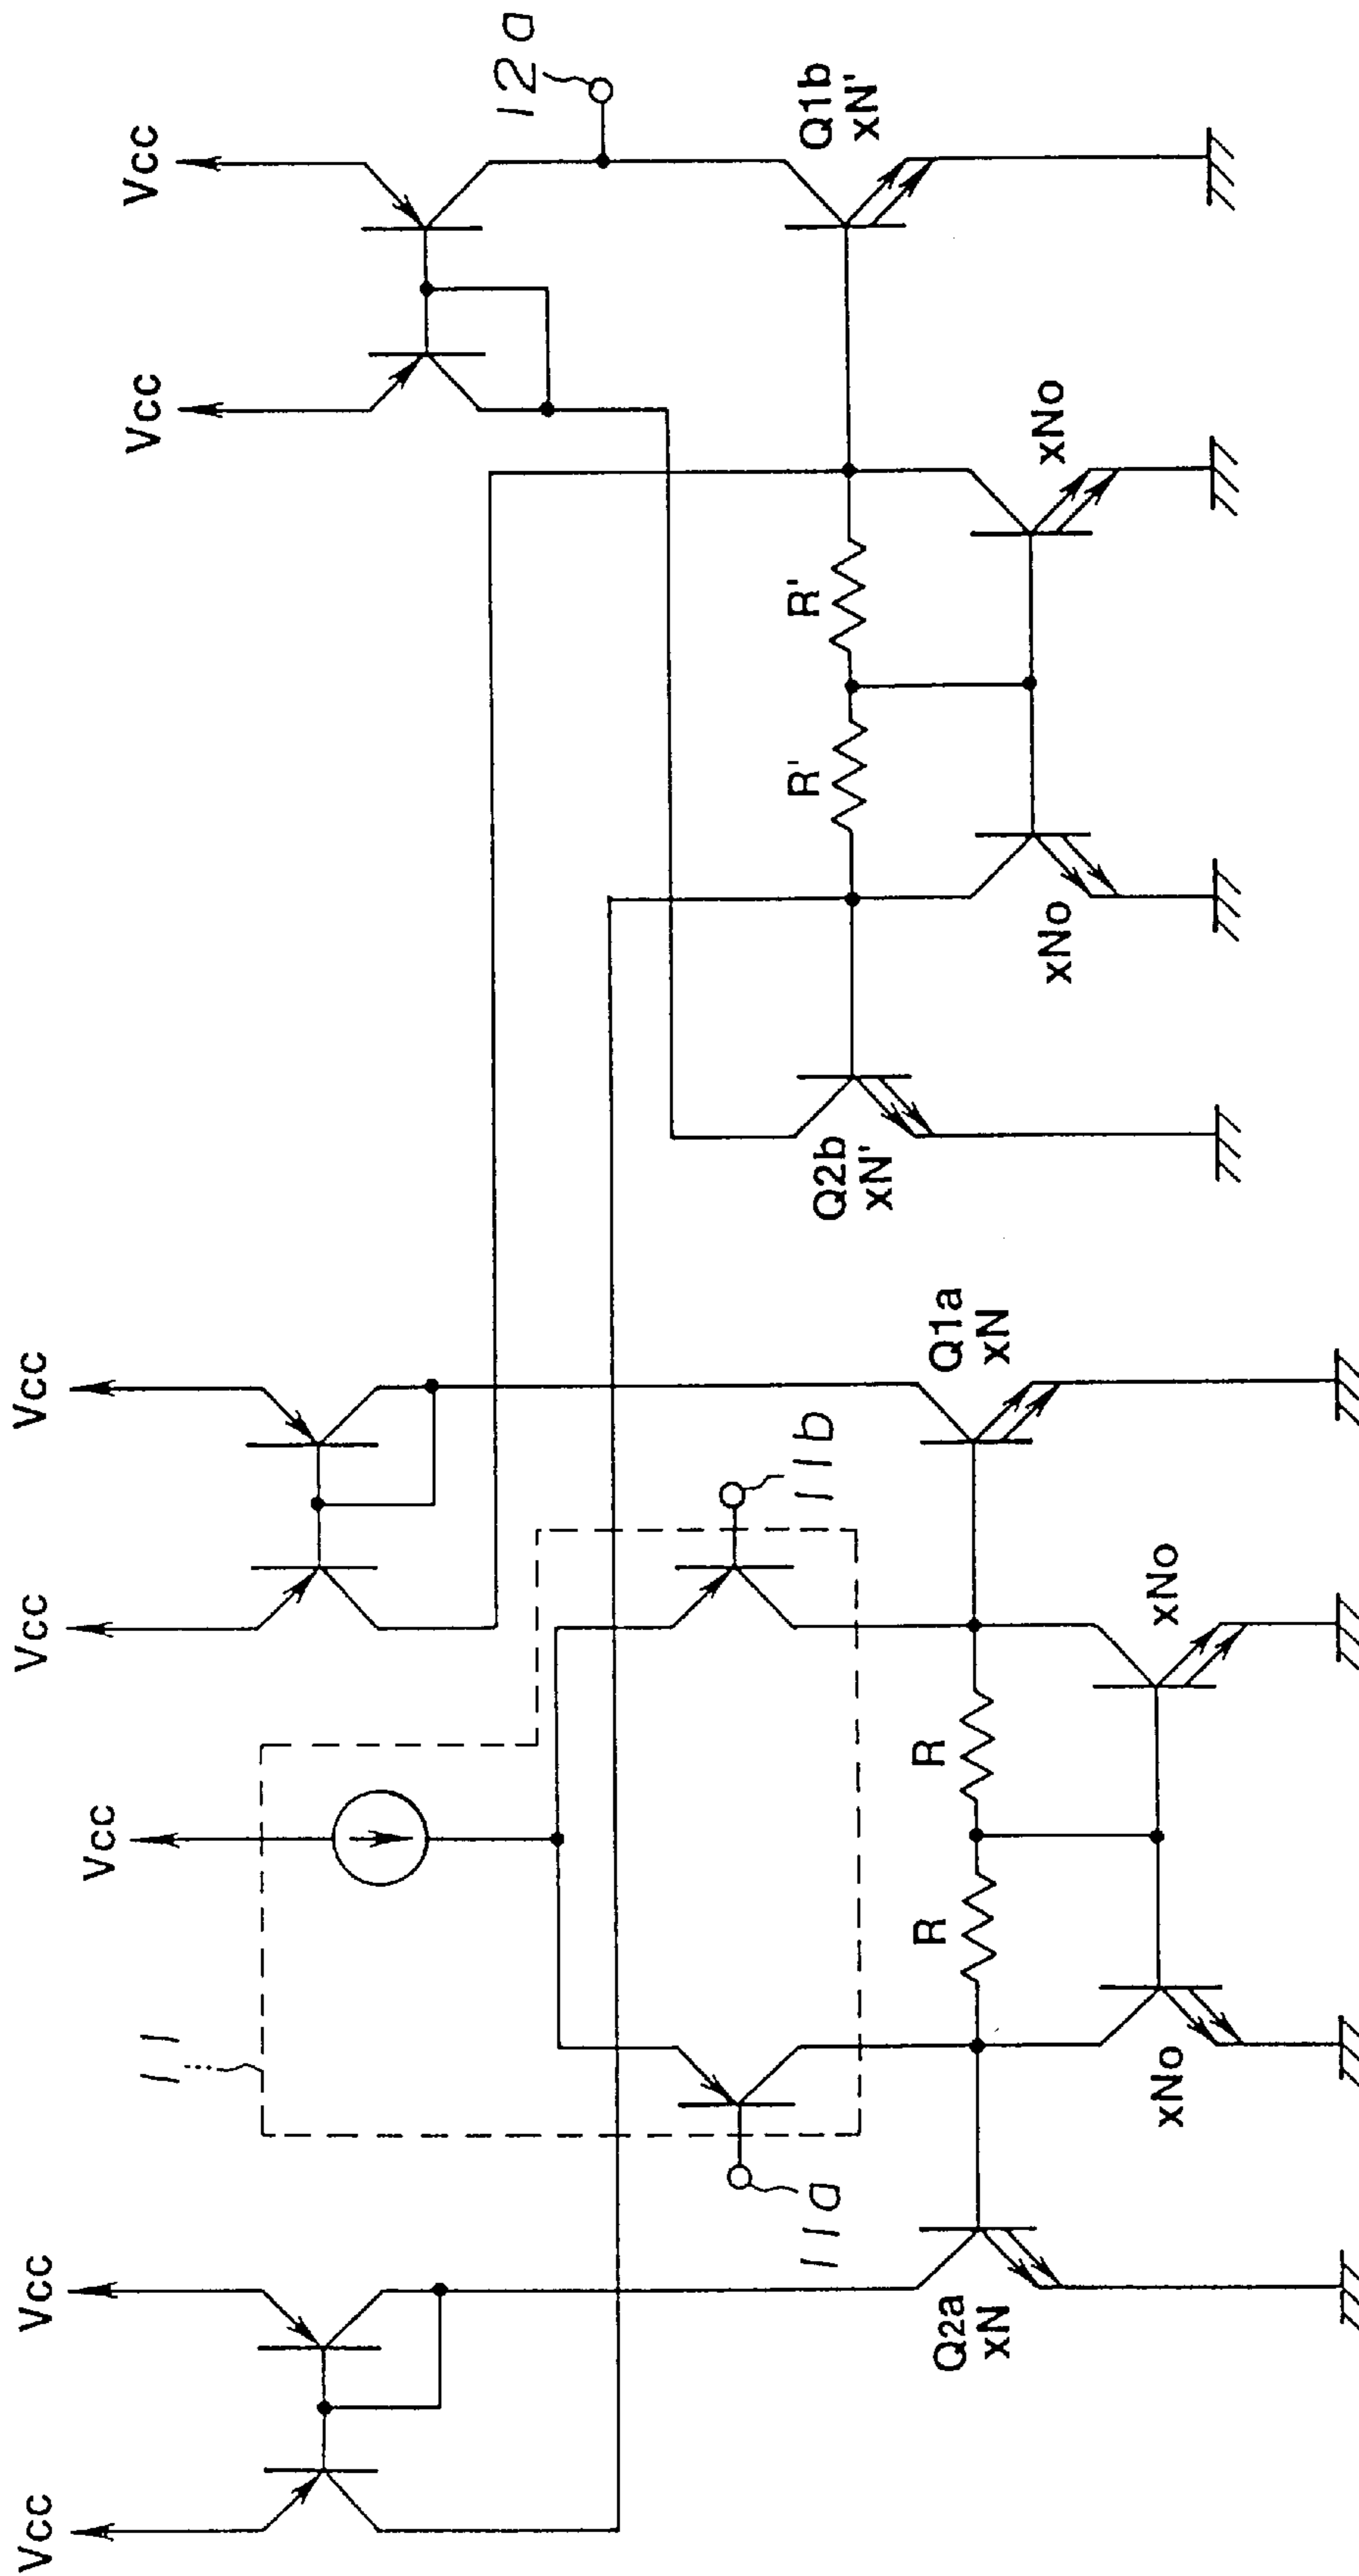 Vcc
Vcc
12a
Q1b
xN'
R'
R'
xNo
xNo
Q2b
xN'
Vcc
Vcc
Vcc
11
11b
Q1a
xN
R
R
xNo
xNo
11a
Vcc
Vcc
Q2a
xN